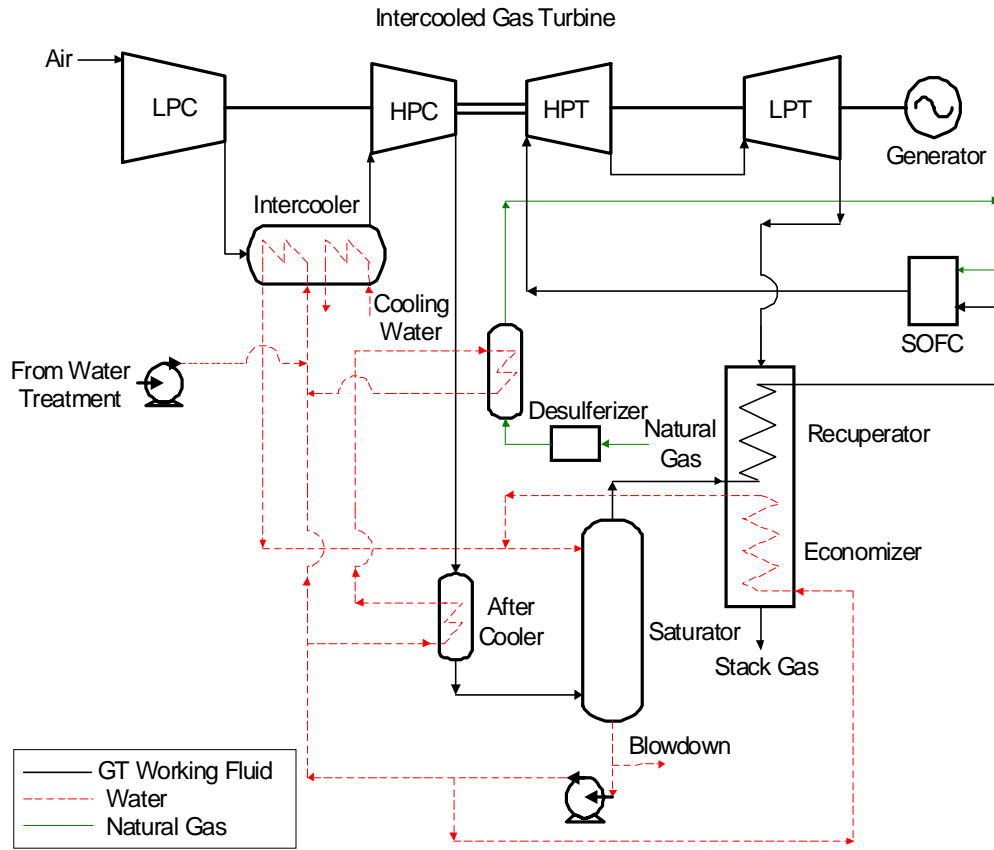 Intercooled Gas Turbine
Air
LPC
HPC
HPT
LPT
Generator
Intercooler
Cooling
Water
SOFC
From Water
Treatment
Desulferizer
Natural
Gas
Recuperator
Economizer
After
Cooler
Saturator
Stack Gas
Blowdown
GT Working Fluid
Water
Natural Gas